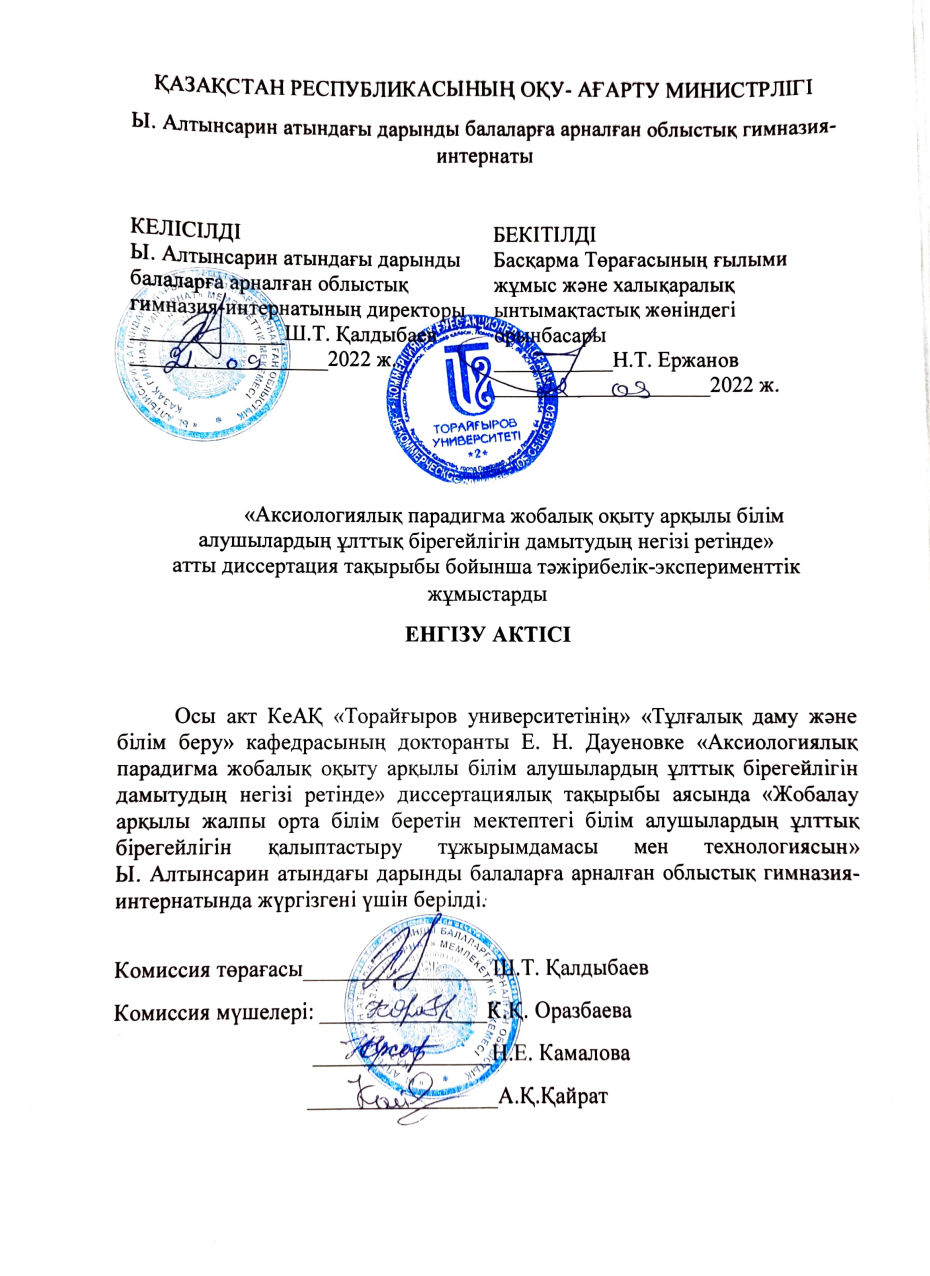 ҚАЗАҚСТАН РЕСПУБЛИКАСЫНЫҢ ОҚУ- АҒАРТУ МИНИСТРЛІГІ
Ы. Алтынсарин атындағы дарынды балаларға арналған облыстық гимназия-
интернаты
КЕЛІСІЛДІ
Ы. Алтынсарин атындағы дарынды
балаларға арналған облыстық
гимназия-интернатының директоры
Ш.Т. Қалдыбаев
2022 ж.
БЕКІТІЛДІ
Басқарма Төрағасының ғылыми
жұмыс және халықаралық
ынтымақтастық жөніндегі
орынбасары
Н.Т. Ержанов
09 2022 ж.
ТОРАЙҒЫРОВ
УНИВЕРСИТЕТІ
*2*
«Аксиологиялық парадигма жобалық оқыту арқылы білім
алушылардың ұлттық бірегейлігін дамытудың негізі ретінде»
атты диссертация тақырыбы бойынша тәжірибелік-эксперименттік
жұмыстарды
ЕНГІЗУ АКТІСІ
Осы акт КеАҚ «Торайғыров университетінің» «Тұлғалық даму және
білім беру» кафедрасының докторанты Е. Н. Дауеновке «Аксиологиялық
парадигма жобалық оқыту арқылы білім алушылардың ұлттық бірегейлігін
дамытудың негізі ретінде» диссертациялық тақырыбы аясында «Жобалау
арқылы жалпы орта білім беретін мектептегі білім алушылардың ұлттық
бірегейлігін қалыптастыру тұжырымдамасы мен технологиясын»
Ы. Алтынсарин атындағы дарынды балаларға арналған облыстық гимназия-
интернатында жүргізгені үшін берілді.
Комиссия төрағасы Ш.Т. Қалдыбаев
Комиссия мүшелері: К.Қ. Оразбаева
Н.Е. Камалова
А.Қ.Қайрат